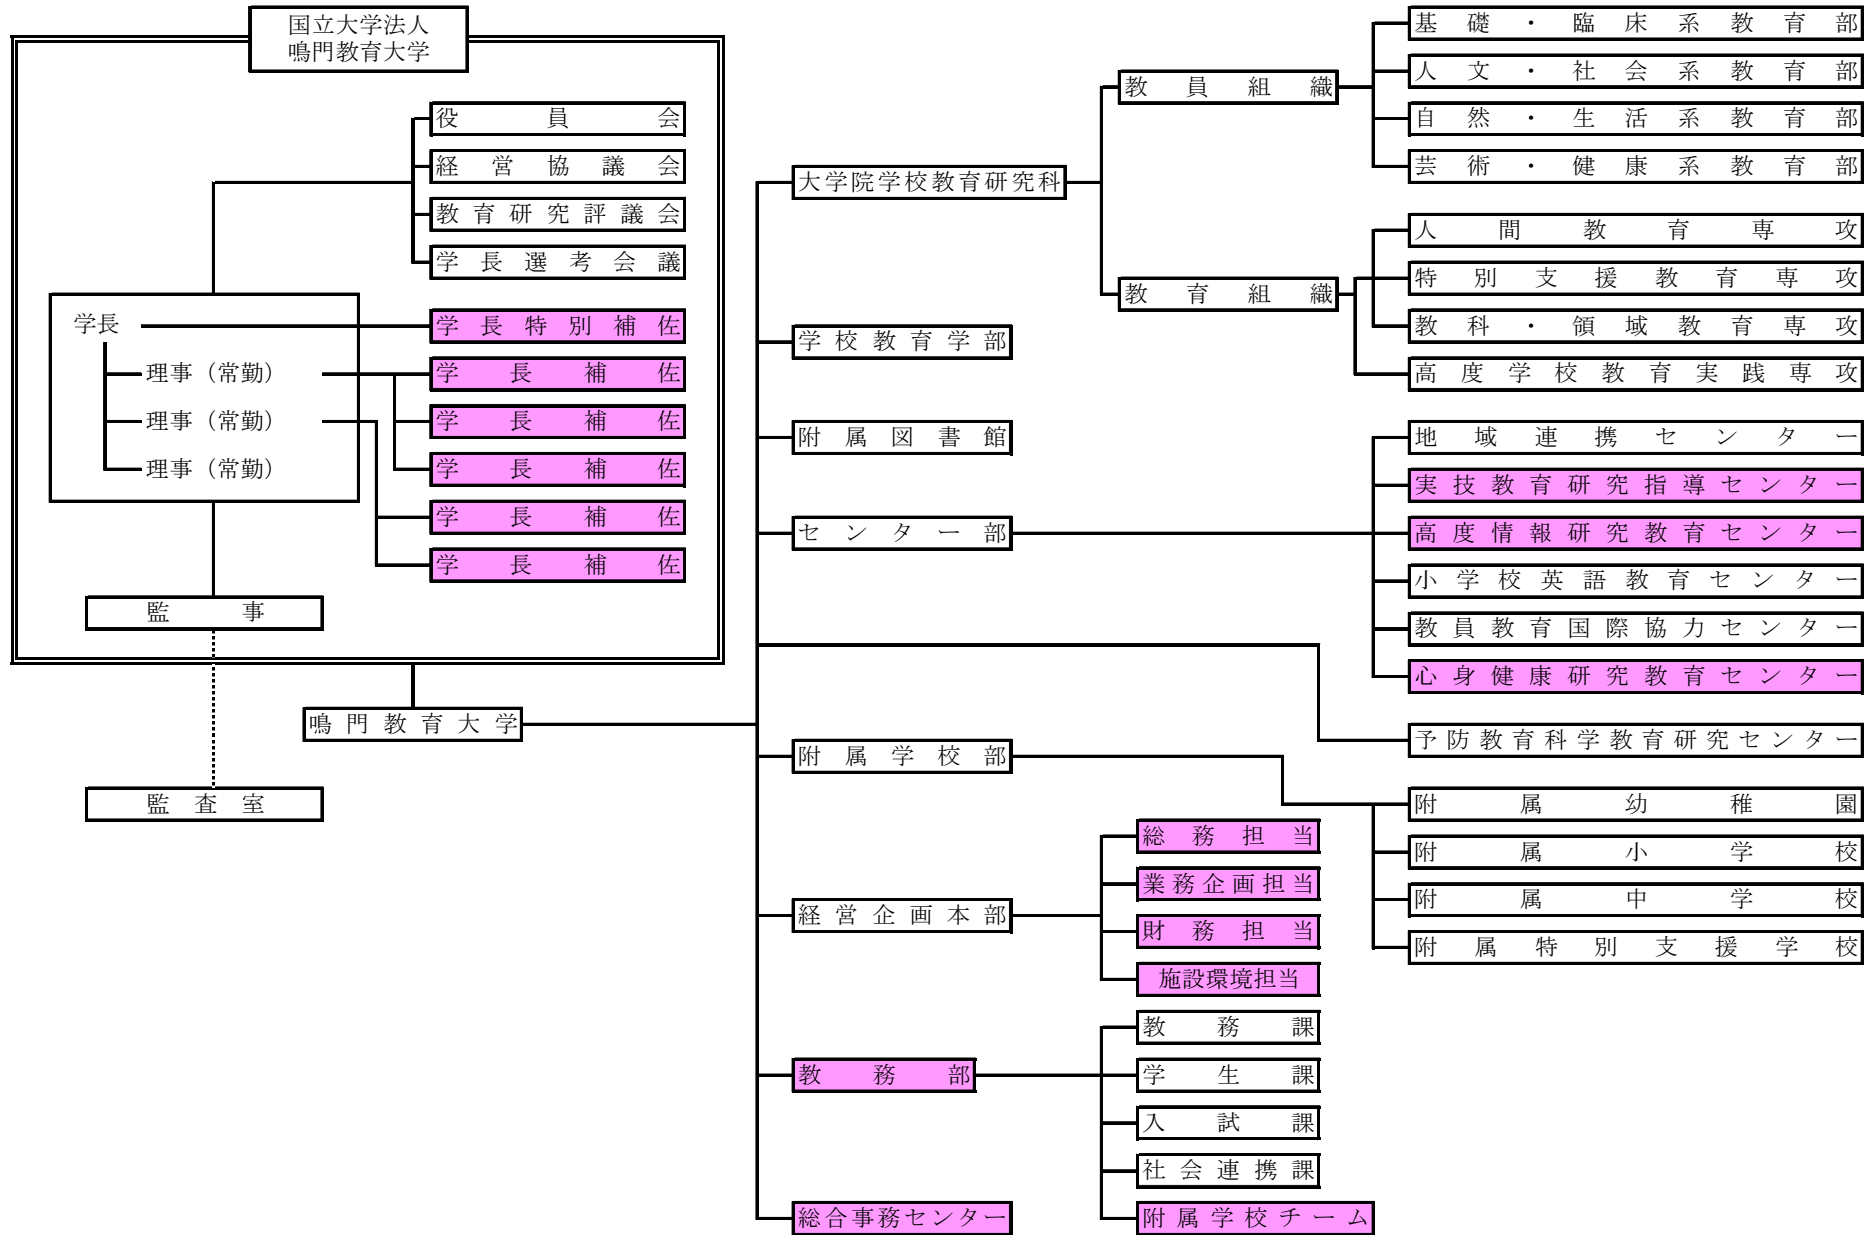 国立大学法人
鳴門教育大学
役員会
経営協議会
教育研究評議会
学長選考会議
学長
学長特別補佐
理事（常勤）
学長補佐
理事（常勤）
学長補佐
理事（常勤）
学長補佐
学長補佐
学長補佐
監事
鳴門教育大学
監査室
大学院学校教育研究科
教員組織
基礎・臨床系教育部
人文・社会系教育部
自然・生活系教育部
芸術・健康系教育部
教育組織
人間教育専攻
特別支援教育専攻
教科・領域教育専攻
高度学校教育実践専攻
学校教育学部
附属図書館
センター部
地域連携センター
実技教育研究指導センター
高度情報研究教育センター
小学校英語教育センター
教員教育国際協力センター
心身健康研究教育センター
予防教育科学教育研究センター
附属学校部
附属幼稚園
附属小学校
附属中学校
附属特別支援学校
経営企画本部
総務担当
業務企画担当
財務担当
施設環境担当
教務部
教務課
学生課
入試課
社会連携課
附属学校チーム
総合事務センター